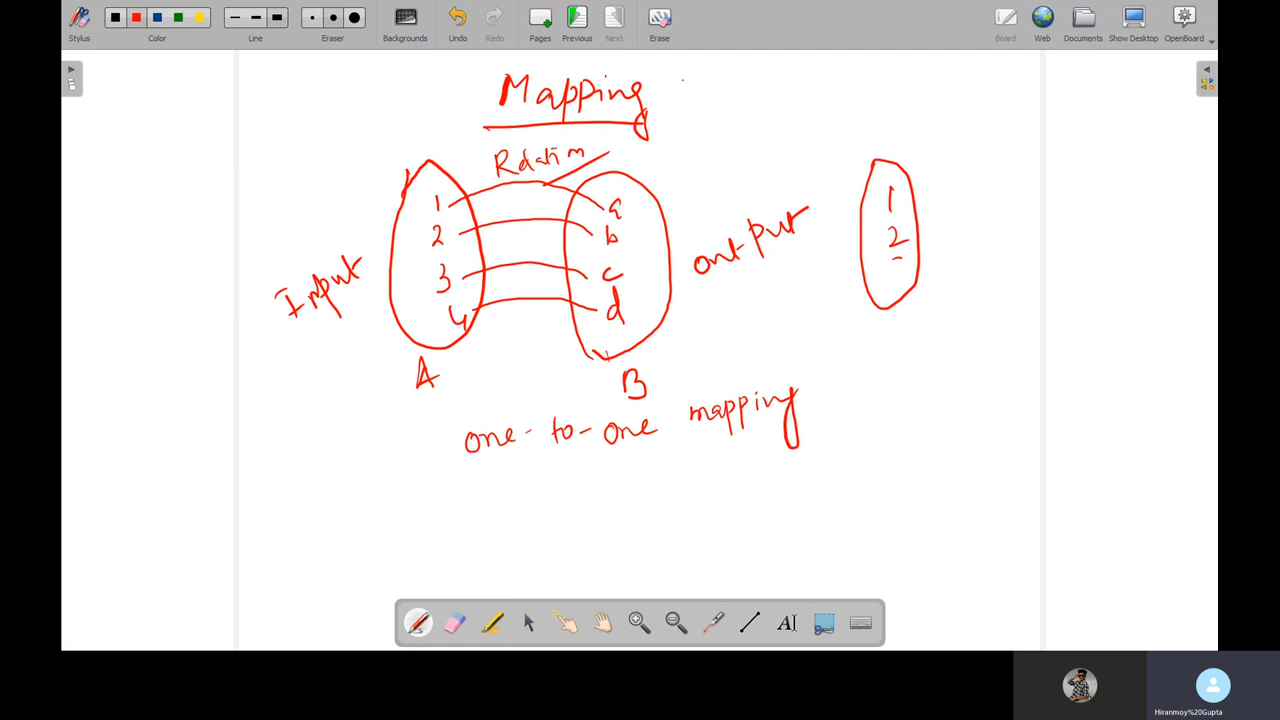 Stylus Color Line Eraser Backgrounds Undo Redo Pages Previous Next Erase Board Web Documents Show Desktop OpenBoard
Mapping
Relation
1 a 1
2 b 2
Input output
3 c
4 d
A B
one-to-one mapping
AI
Hiranmoy%20Gupta